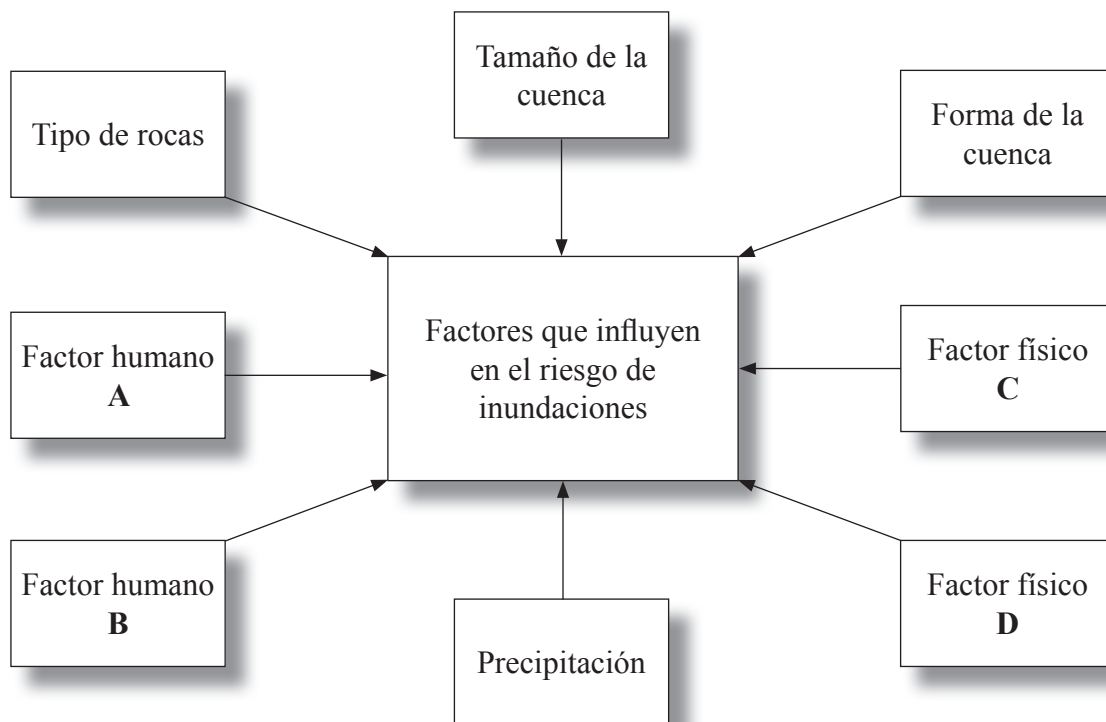 Tamaño de la
cuenca
Tipo de rocas
Forma de la
cuenca
Factores que influyen
en el riesgo de
inundaciones
Factor humano
A
Factor físico
C
Factor humano
B
Factor físico
D
Precipitación